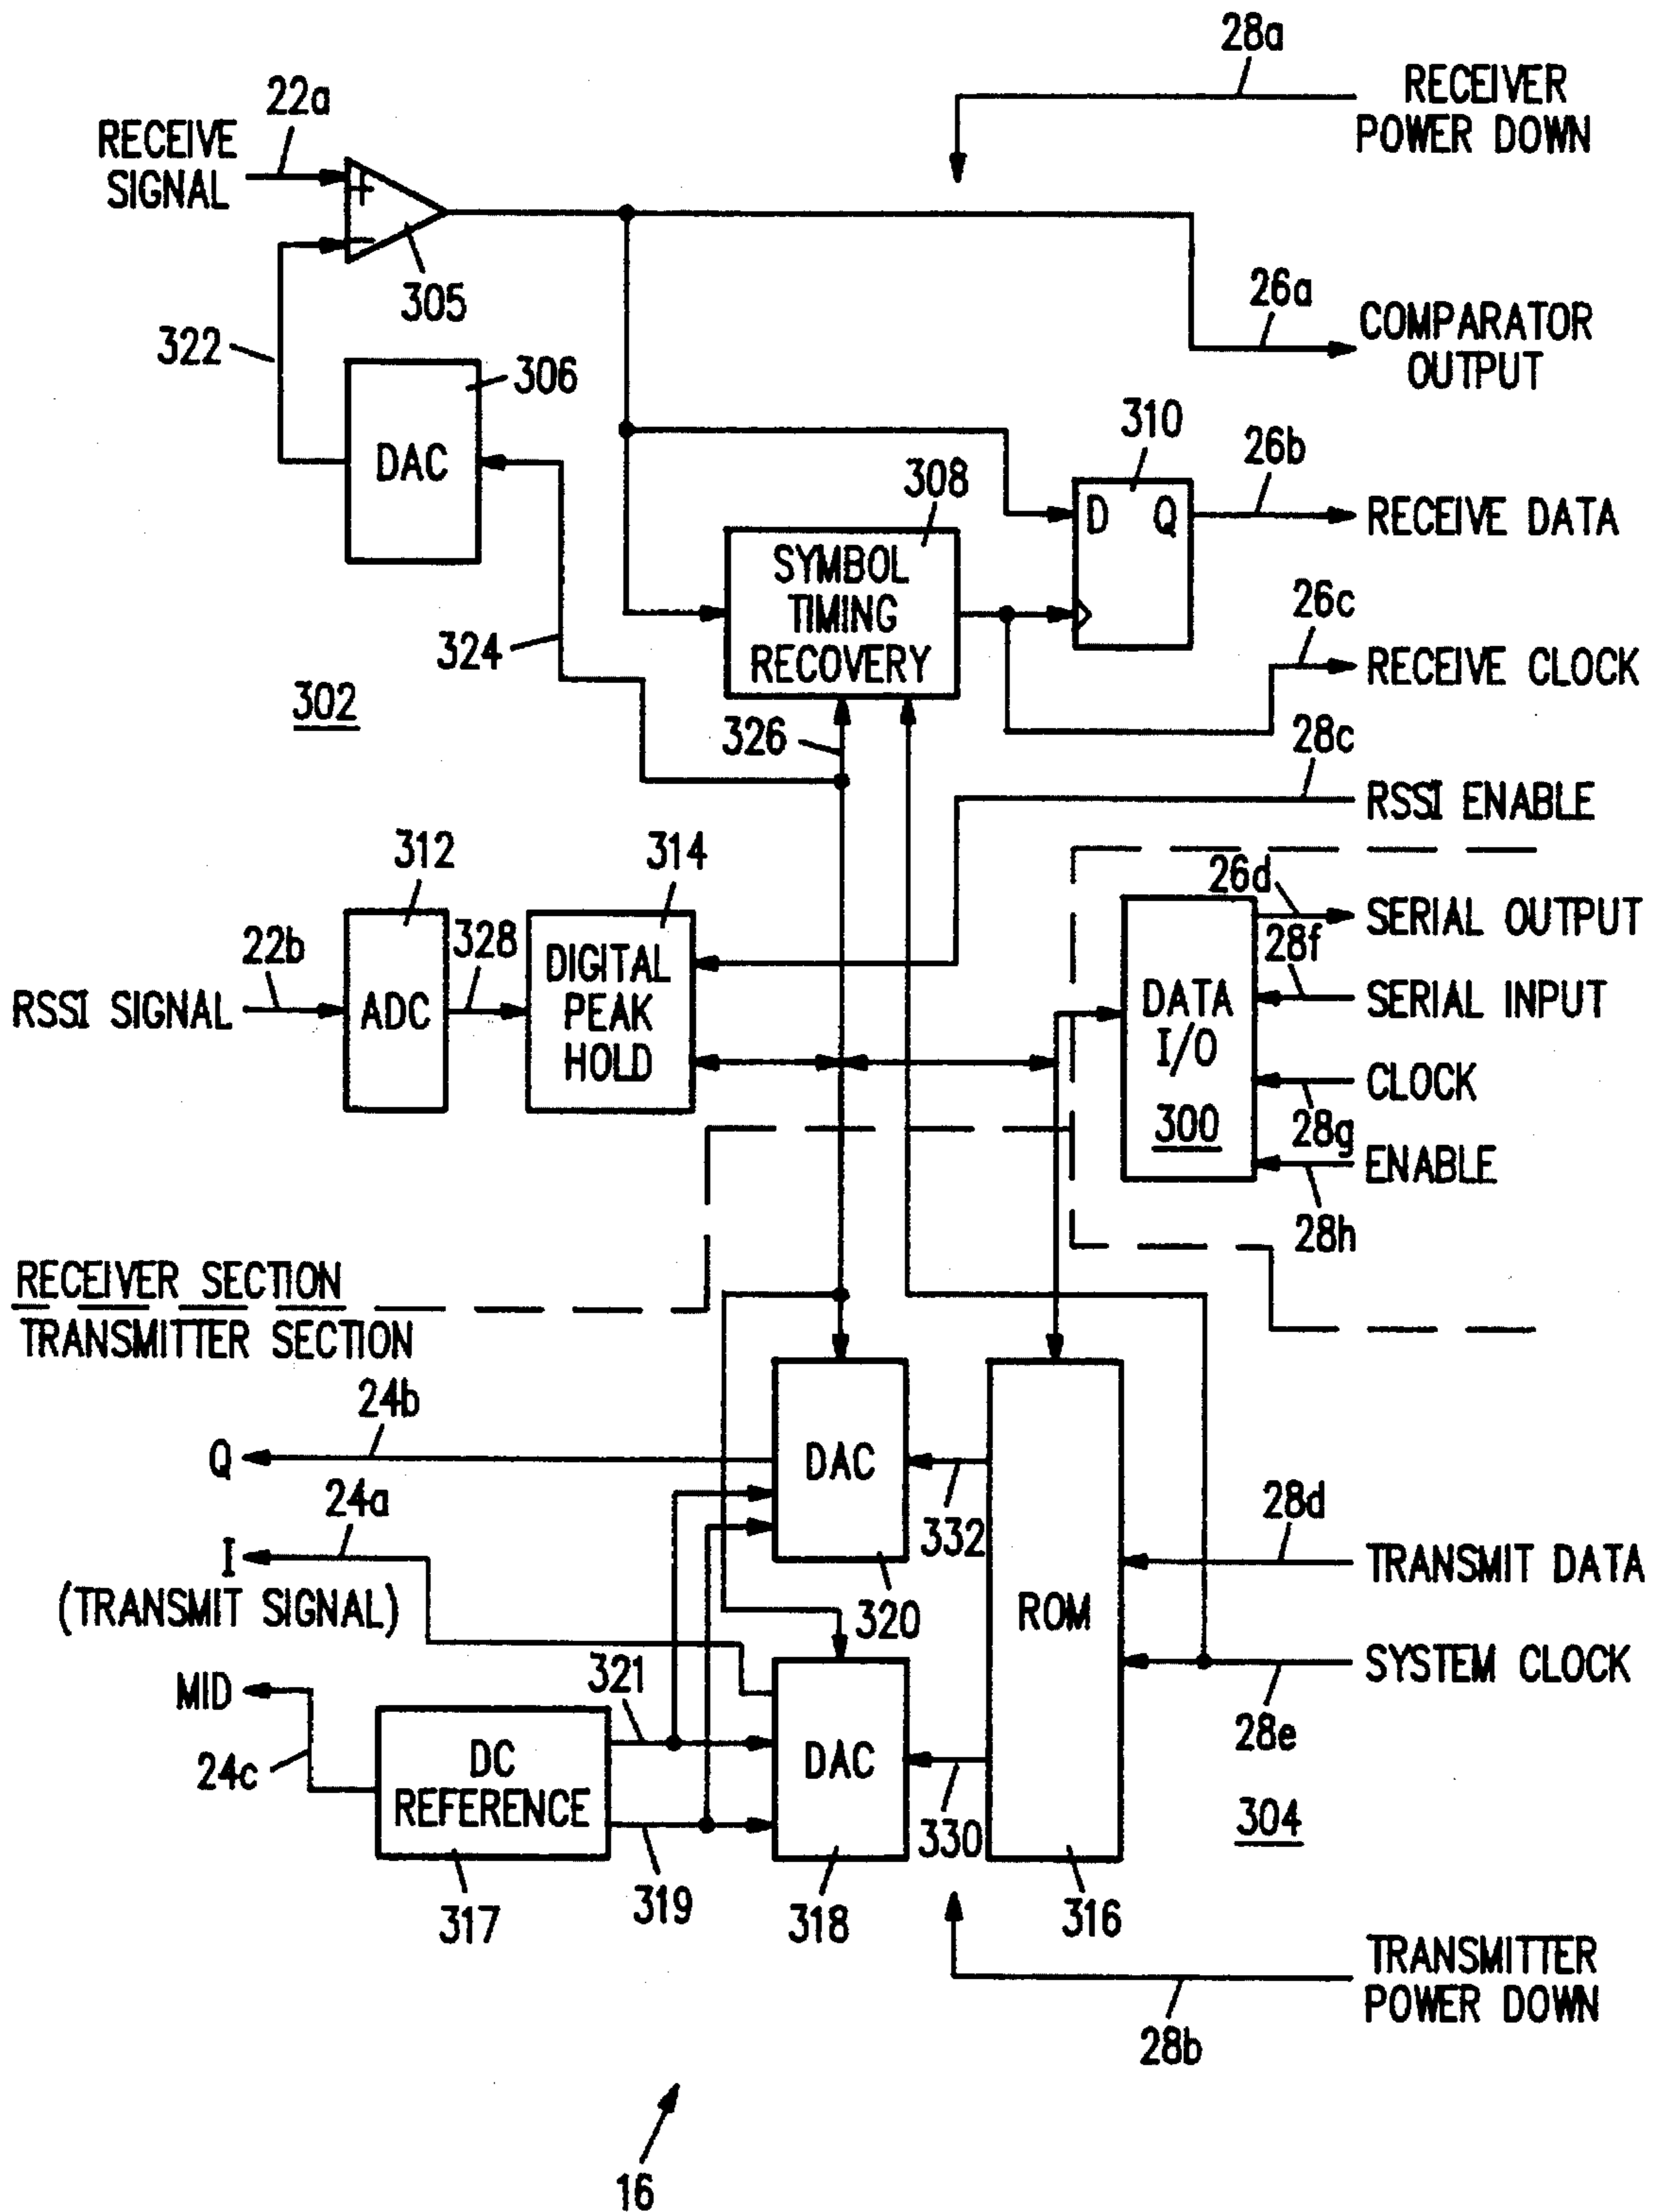 28a
RECEIVER
POWER DOWN
22a
RECEIVE
SIGNAL
+
−
305
26a
COMPARATOR
OUTPUT
322
306
DAC
310
26b
D Q
RECEIVE DATA
308
SYMBOL
TIMING
RECOVERY
26c
RECEIVE CLOCK
324
302
326
28c
RSSI ENABLE
312
314
26d
SERIAL OUTPUT
22b
328
28f
RSSI SIGNAL
ADC
DIGITAL
PEAK
HOLD
DATA
I/O
300
SERIAL INPUT
CLOCK
28g
ENABLE
28h
RECEIVER SECTION
TRANSMITTER SECTION
24b
Q
DAC
332
24a
I
(TRANSMIT SIGNAL)
320
ROM
28d
TRANSMIT DATA
SYSTEM CLOCK
28e
MID
24c
321
DC
REFERENCE
DAC
330
304
317
319
318
316
TRANSMITTER
POWER DOWN
28b
16